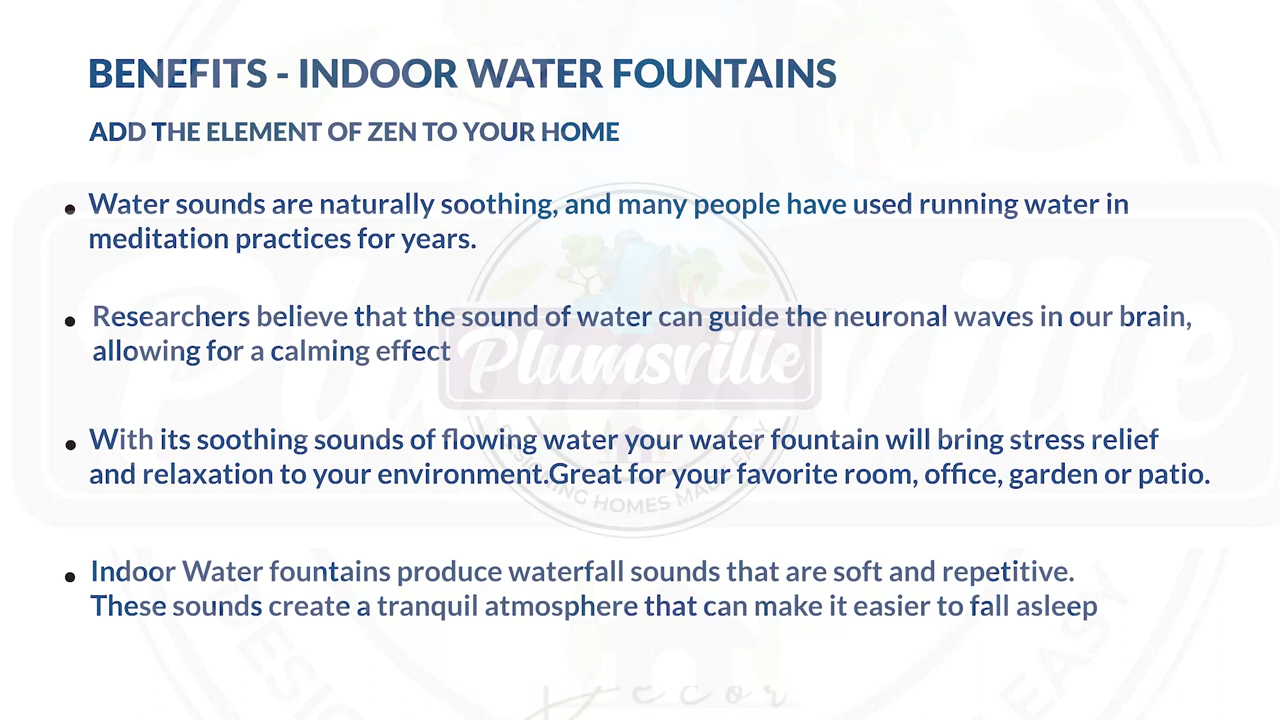 BENEFITS - INDOOR WATER FOUNTAINS
ADD THE ELEMENT OF ZEN TO YOUR HOME
• Water sounds are naturally soothing, and many people have used running water in
meditation practices for years.
• Researchers believe that the sound of water can guide the neuronal waves in our brain,
allowing for a calming effect
Plumsville
• With its soothing sounds of flowing water your water fountain will bring stress relief
and relaxation to your environment.Great for your favorite room, office, garden or patio.
DESIGNING HOMES MADE EASY
• Indoor Water fountains produce waterfall sounds that are soft and repetitive.
These sounds create a tranquil atmosphere that can make it easier to fall asleep